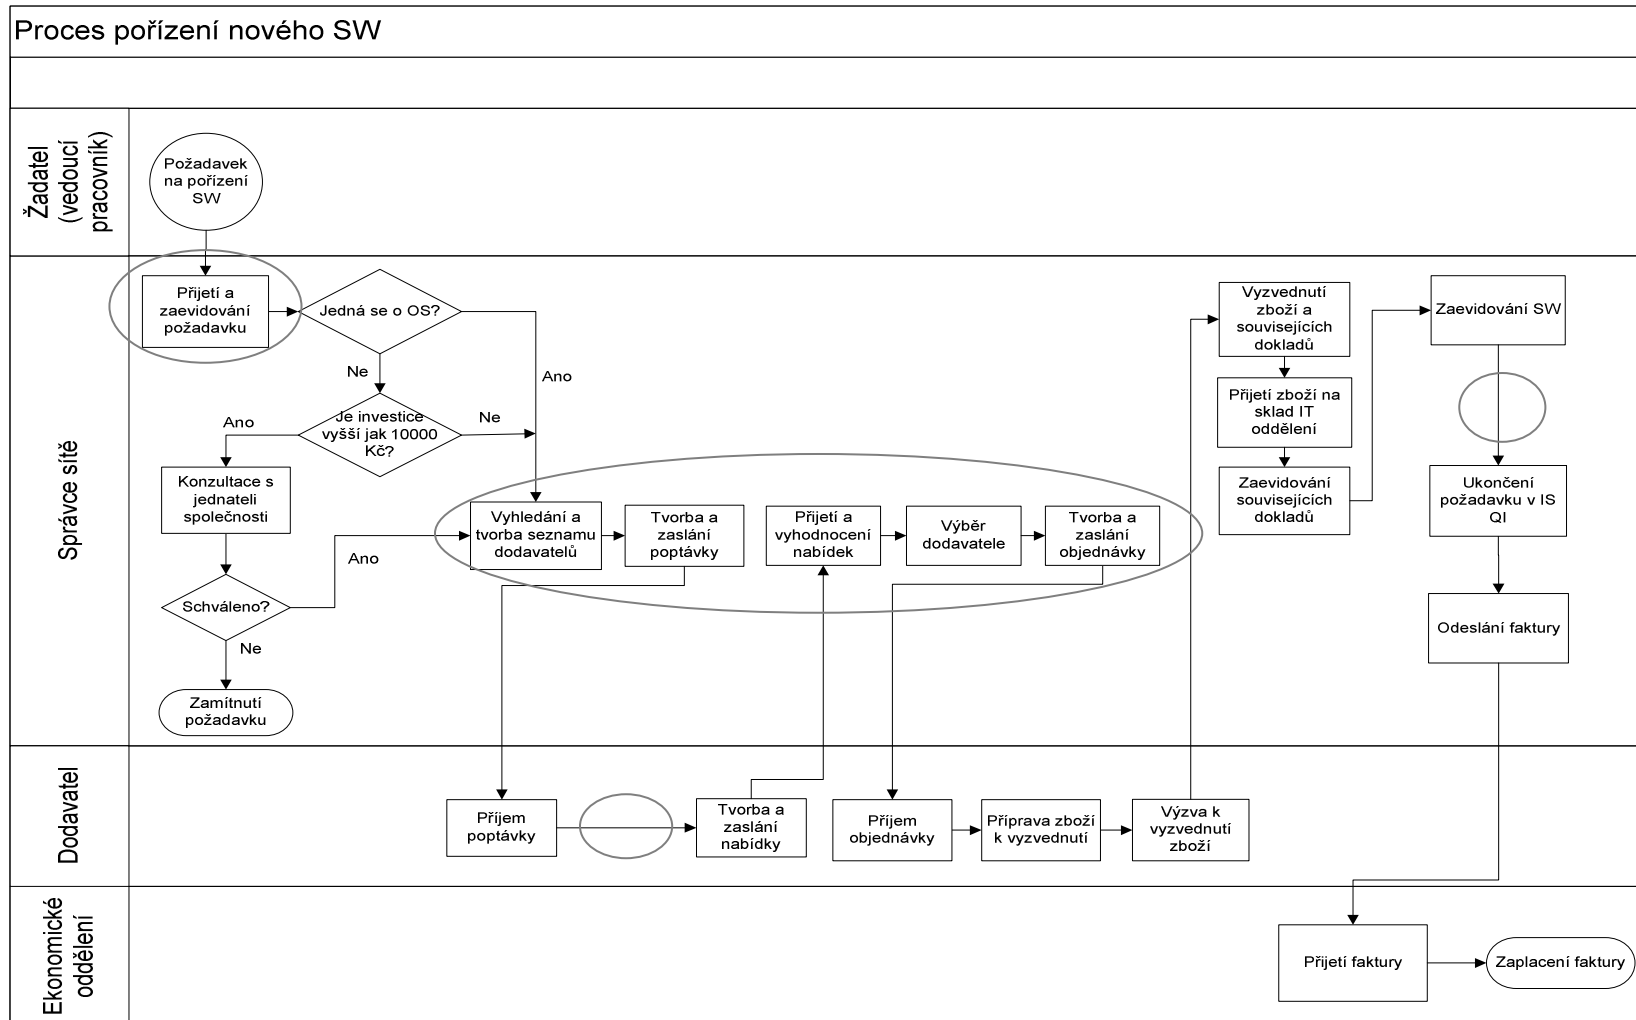 Proces pořízení nového SW
Žadatel
(vedoucí
pracovník)
Požadavek
na pořízení
SW
Správce sítě
Přijetí a
zaevidování
požadavku
Jedná se o OS?
Ne
Ano
Je investice
vyšší jak 10000
Kč?
Ano
Ne
Konzultace s
jednateli
společnosti
Schváleno?
Ano
Ne
Zamítnutí
požadavku
Vyhledání a
tvorba seznamu
dodavatelů
Tvorba a
zaslání
poptávky
Přijetí a
vyhodnocení
nabídek
Výběr
dodavatele
Tvorba a
zaslání
objednávky
Vyzvednutí
zboží a
souvisejících
dokladů
Přijetí zboží na
sklad IT
oddělení
Zaevidování
souvisejících
dokladů
Zaevidování SW
Ukončení
požadavku v IS
QI
Odeslání faktury
Dodavatel
Příjem
poptávky
Tvorba a
zaslání
nabídky
Příjem
objednávky
Příprava zboží
k vyzvednutí
Výzva k
vyzvednutí
zboží
Ekonomické
oddělení
Přijetí faktury
Zaplacení faktury